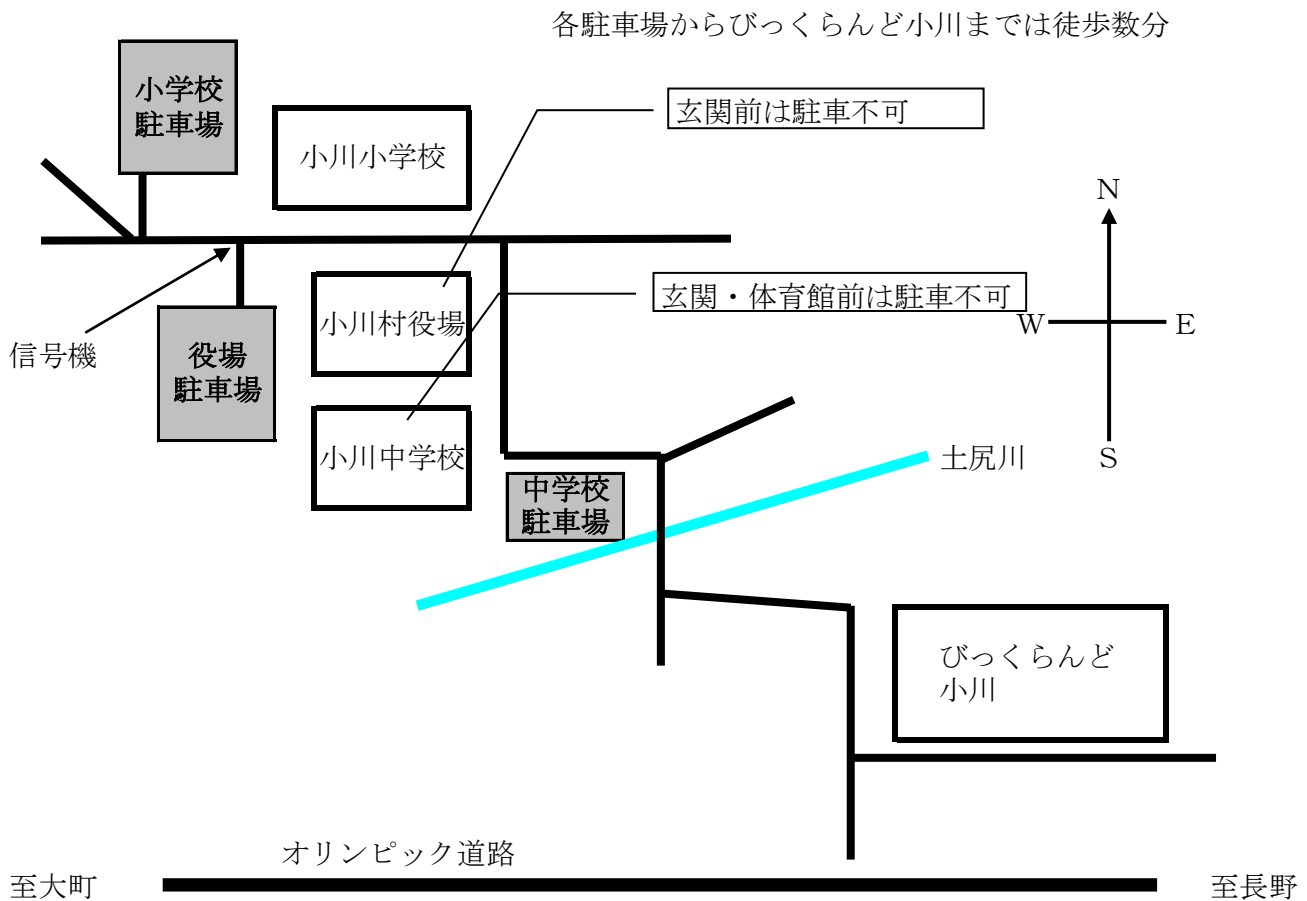 各駐車場からびっくらんど小川までは徒歩数分
小学校
駐車場
玄関前は駐車不可
小川小学校
N
玄関・体育館前は駐車不可
小川村役場
W
E
信号機
役場
駐車場
小川中学校
土尻川
S
中学校
駐車場
びっくらんど
小川
オリンピック道路
至大町
至長野